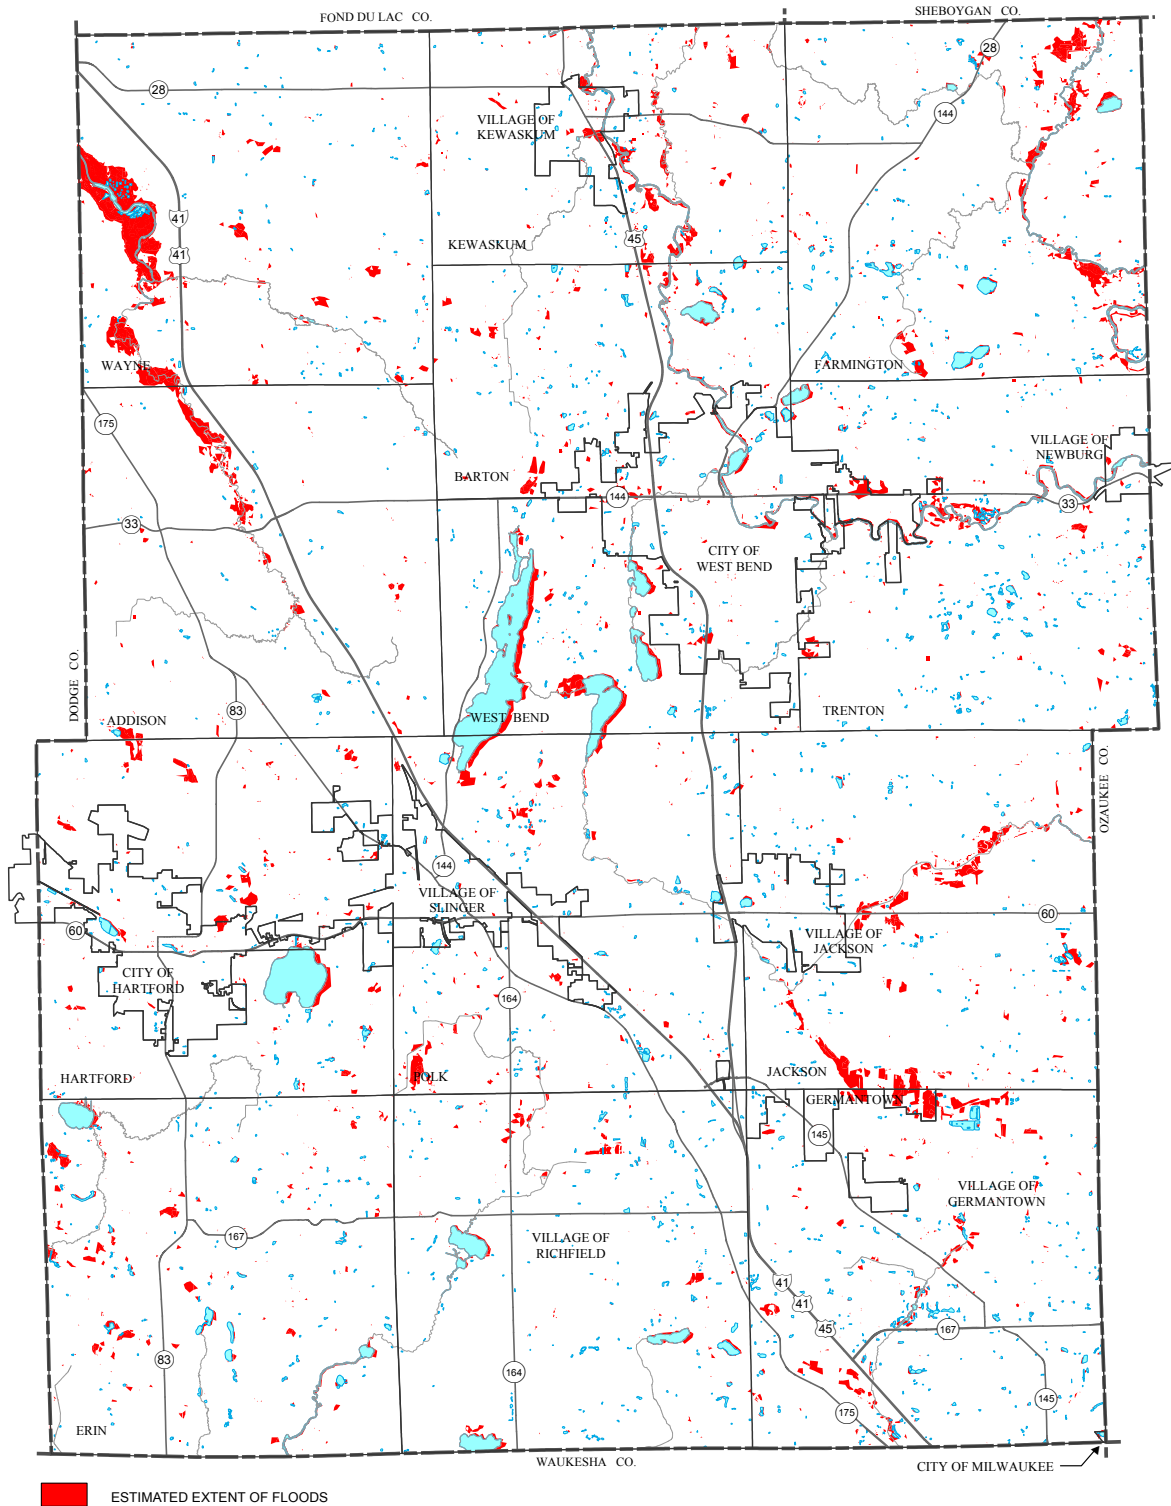 FOND DU LAC CO.
SHEBOYGAN CO.
28
28
144
VILLAGE OF
KEWASKUM
41
41
45
KEWASKUM
WAYNE
FARMINGTON
175
BARTON
VILLAGE OF
NEWBURG
144
33
33
CITY OF
WEST BEND
DODGE CO.
83
ADDISON
WEST BEND
TRENTON
OZAUKEE CO.
144
VILLAGE OF
SLINGER
60
60
VILLAGE OF
JACKSON
CITY OF
HARTFORD
164
HARTFORD
POLK
JACKSON
GERMANTOWN
145
VILLAGE OF
GERMANTOWN
167
VILLAGE OF
RICHFIELD
41
41
45
167
83
164
145
175
ERIN
WAUKESHA CO.
CITY OF MILWAUKEE
ESTIMATED EXTENT OF FLOODS